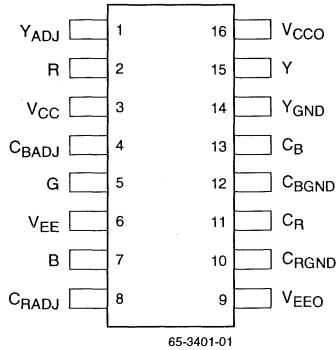 YADJ 1 16 VCCO
R 2 15 Y
VCC 3 14 YGND
CBADJ 4 13 CB
G 5 12 CBGND
VEE 6 11 CR
B 7 10 CRGND
CRADJ 8 9 VEEO
65-3401-01